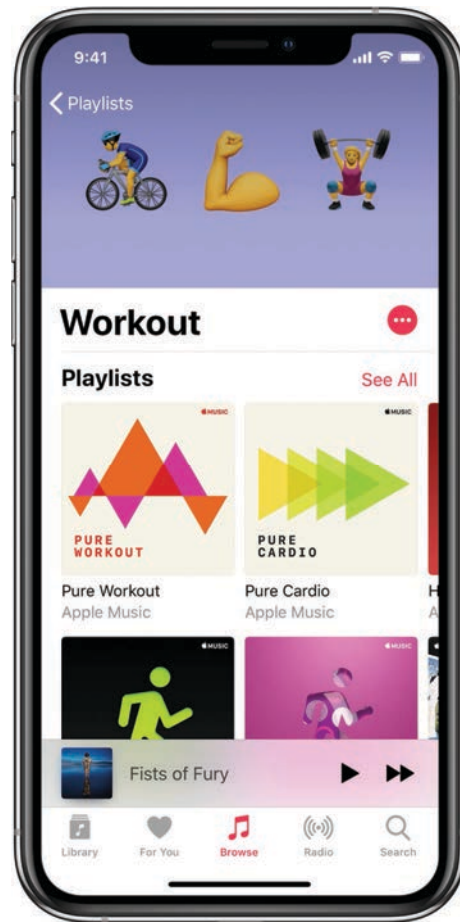 9:41
Playlists
Workout
Playlists
See All
MUSIC
PURE
WORKOUT
MUSIC
PURE
CARDIO
Pure Workout
Apple Music
Pure Cardio
Apple Music
H
A
MUSIC
MUSIC
Fists of Fury
Library
For You
Browse
Radio
Search